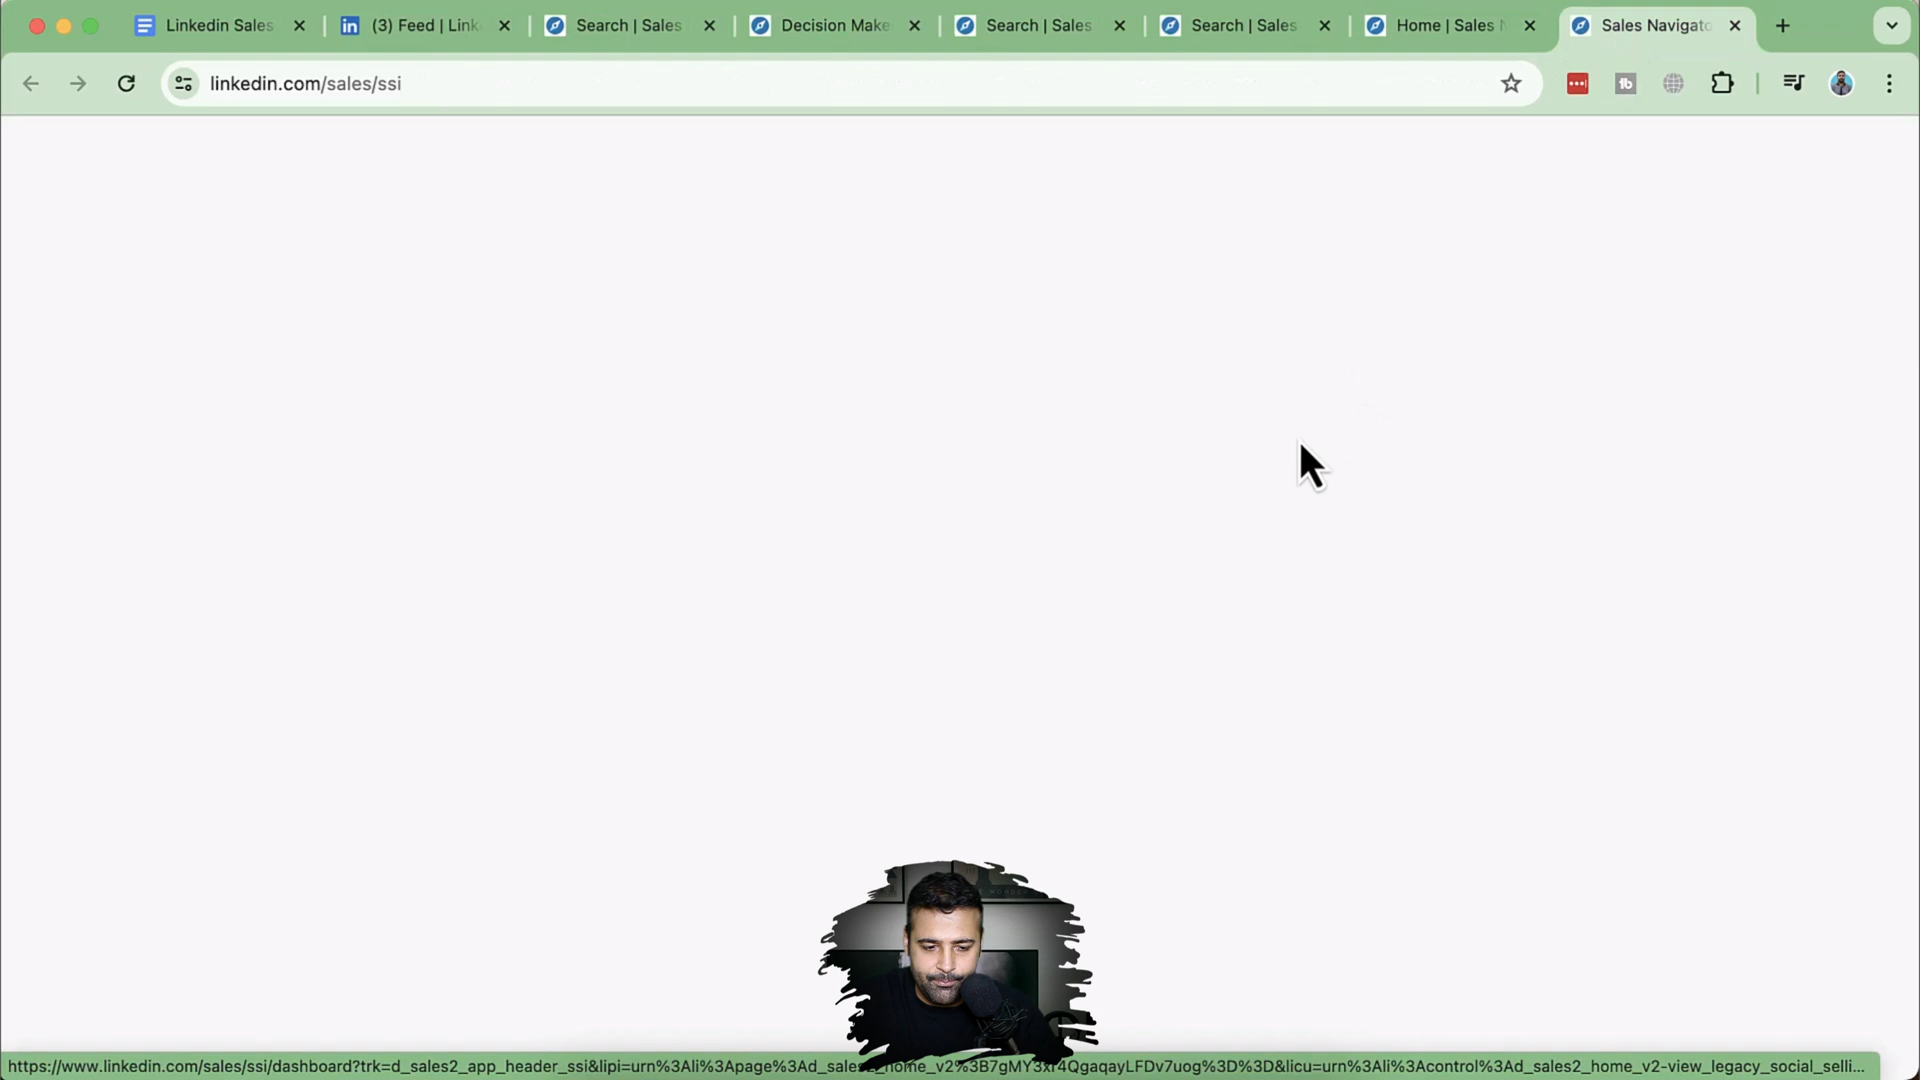 Linkedin Sales
(3) Feed | Link
Search | Sales
Decision Make
Search | Sales
Search | Sales
Home | Sales N
Sales Navigato
linkedin.com/sales/ssi
https://www.linkedin.com/sales/ssi/dashboard?trk=d_sales2_app_header_ssi&lipi=urn%3Ali%3Apage%3Ad_sales2_home_v2%3B7gMY3xr4QgaqayLFDv7uog%3D%3D&licu=urn%3Ali%3Acontrol%3Ad_sales2_home_v2-view_legacy_social_selli...